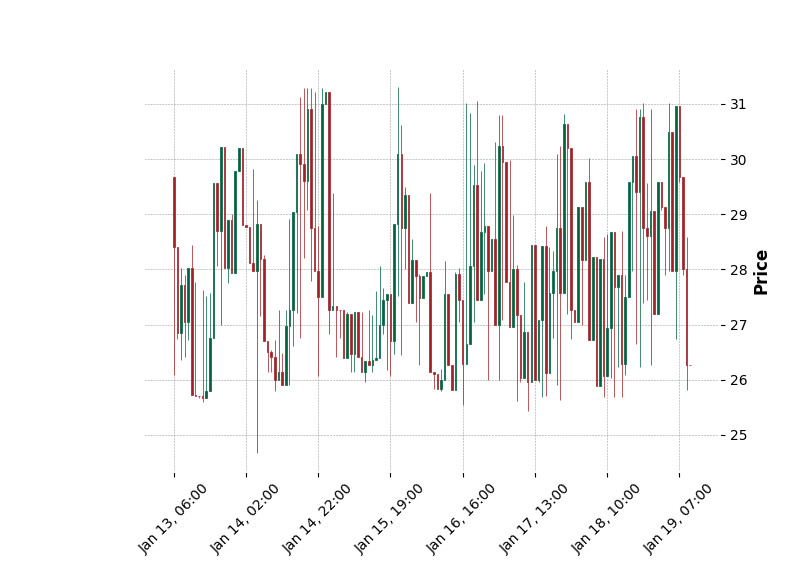 31
30
29
28
27
26
25
Price
Jan 13, 06:00
Jan 14, 02:00
Jan 14, 22:00
Jan 15, 19:00
Jan 16, 16:00
Jan 17, 13:00
Jan 18, 10:00
Jan 19, 07:00